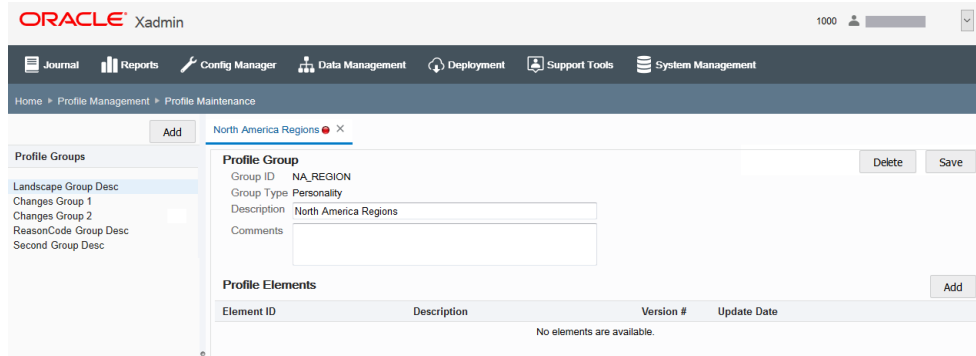 ORACLE Xadmin
1000
Journal Reports Config Manager Data Management Deployment Support Tools System Management
Home Profile Management Profile Maintenance
Add
Profile Groups
Landscape Group Desc
Changes Group 1
Changes Group 2
ReasonCode Group Desc
Second Group Desc
North America Regions
Profile Group
Delete Save
Group ID NA_REGION
Group Type Personality
Description North America Regions
Comments
Profile Elements
Add
Element ID Description Version # Update Date
No elements are available.